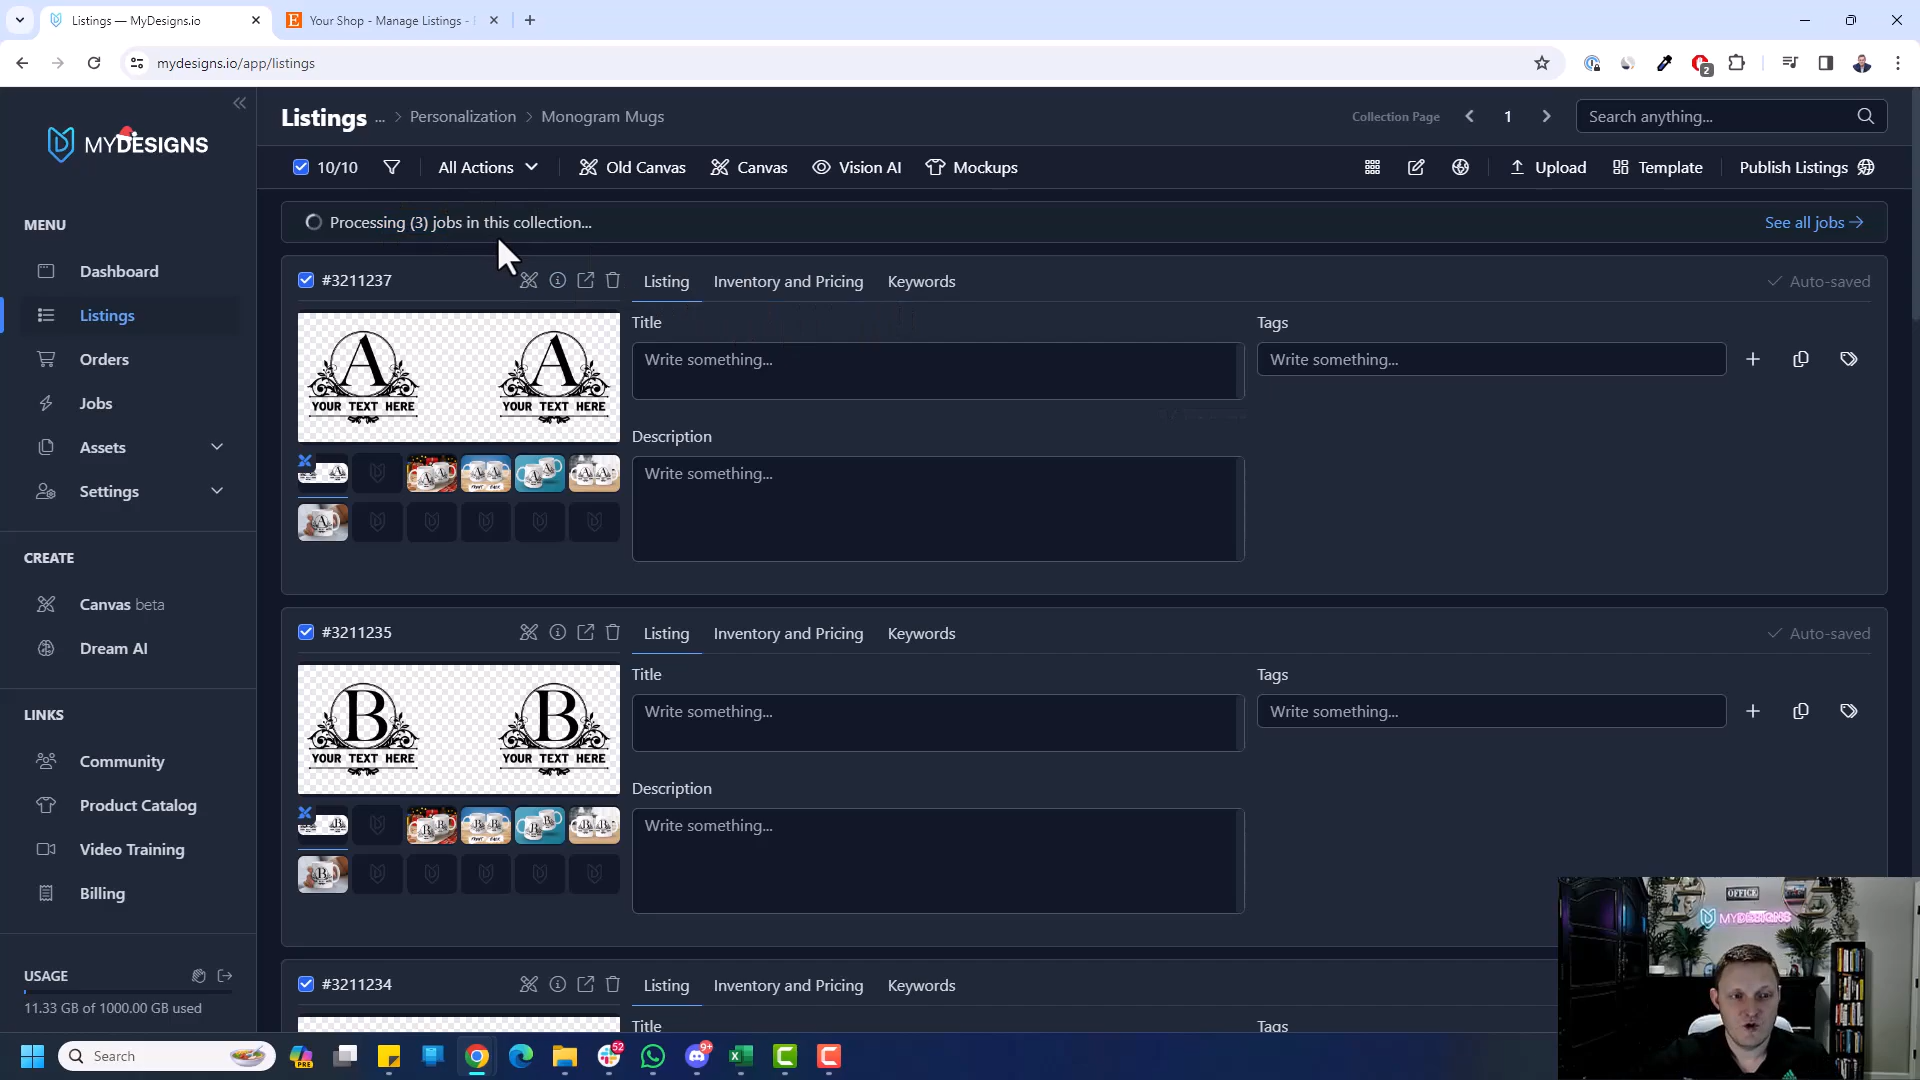 Listings — MyDesigns.io
Your Shop - Manage Listings -
mydesigns.io/app/listings
2
MYDESIGNS
MENU
Dashboard
Listings
Orders
Jobs
Assets
Settings
CREATE
Canvas beta
Dream AI
LINKS
Community
Product Catalog
Video Training
Billing
USAGE
11.33 GB of 1000.00 GB used
Listings ... > Personalization > Monogram Mugs
Collection Page 1
Search anything...
10/10 All Actions Old Canvas Canvas Vision AI Mockups
Upload Template Publish Listings
Processing (3) jobs in this collection...
See all jobs
#3211237
Listing Inventory and Pricing Keywords
Auto-saved
A A
YOUR TEXT HERE YOUR TEXT HERE
Title
Write something...
Tags
Write something...
Description
Write something...
#3211235
Listing Inventory and Pricing Keywords
Auto-saved
B B
YOUR TEXT HERE YOUR TEXT HERE
Title
Write something...
Tags
Write something...
Description
Write something...
#3211234
Listing Inventory and Pricing Keywords
Title
Tags
OFFICE
MYDESIGNS
Search
PRE
52
9+